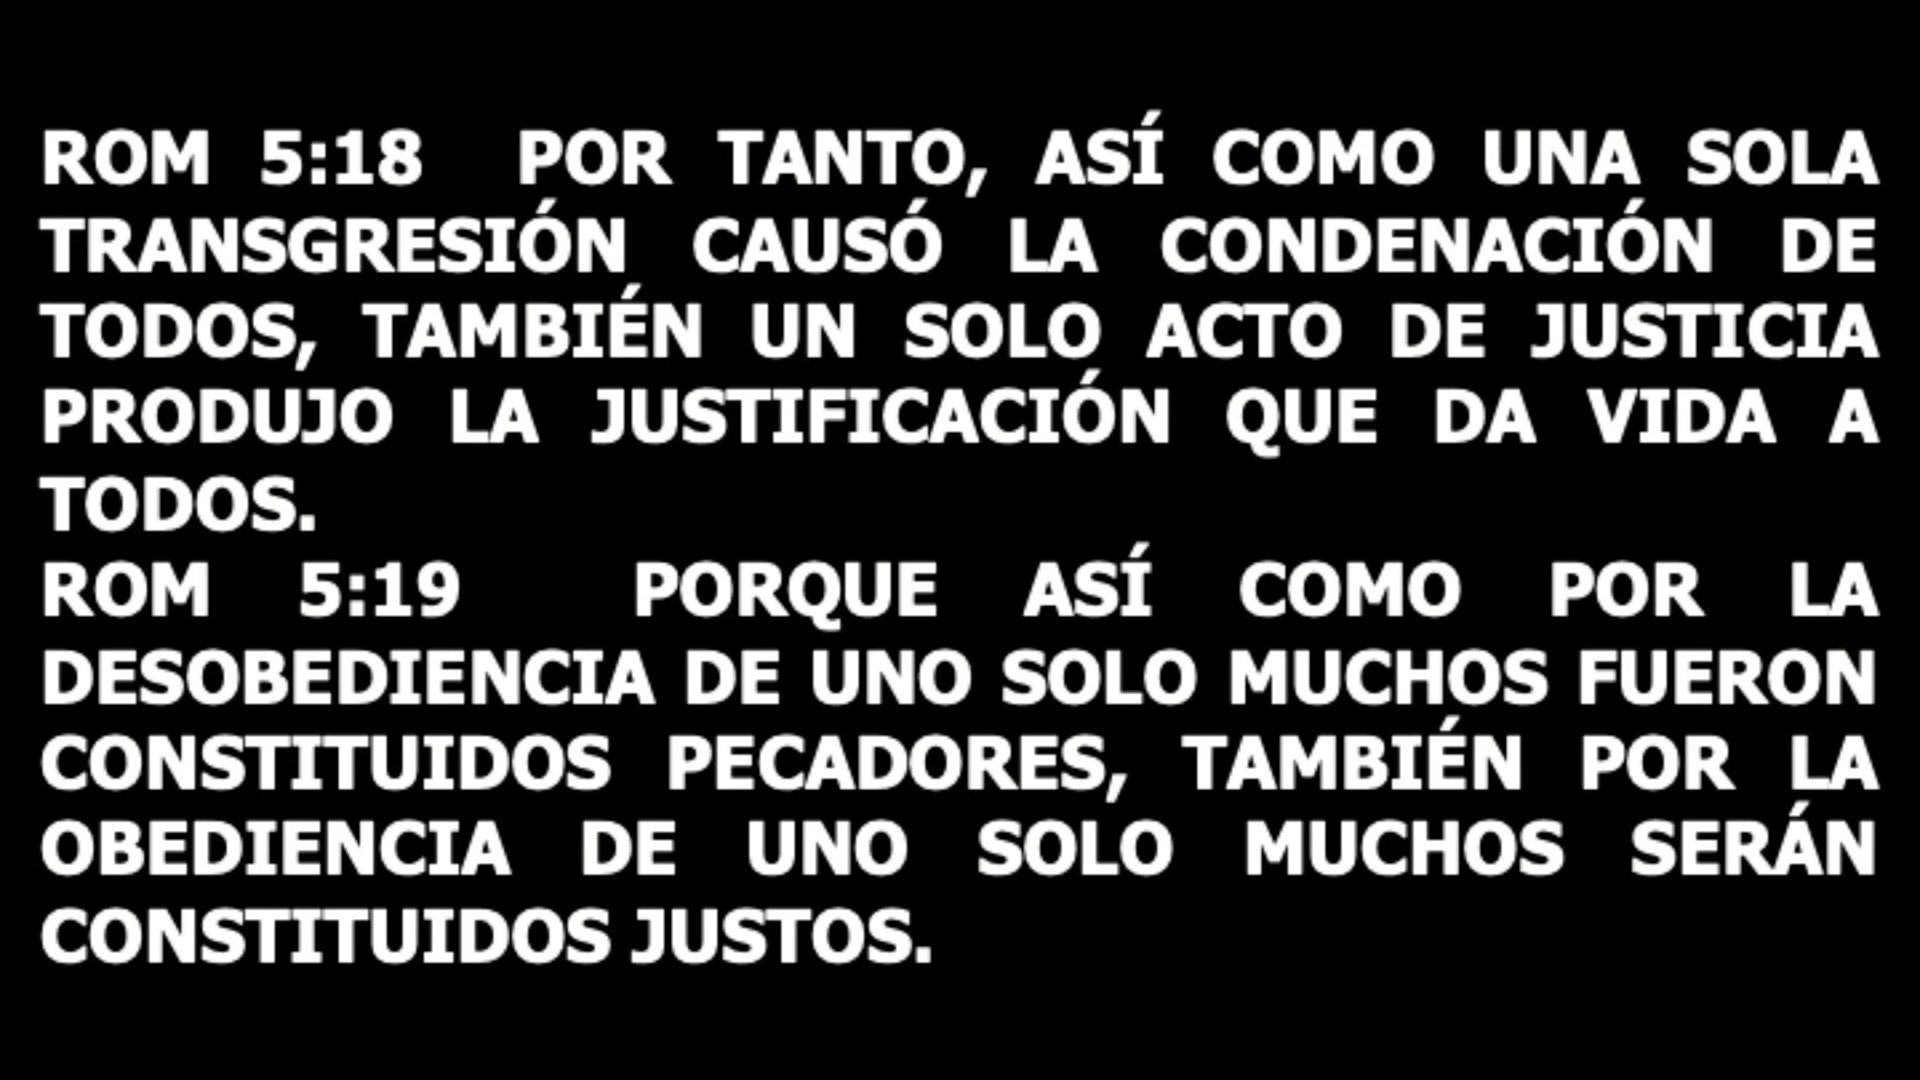 ROM 5:18 POR TANTO, ASÍ COMO UNA SOLA
TRANSGRESIÓN CAUSÓ LA CONDENACIÓN DE
TODOS, TAMBIÉN UN SOLO ACTO DE JUSTICIA
PRODUJO LA JUSTIFICACIÓN QUE DA VIDA A
TODOS.
ROM 5:19 PORQUE ASÍ COMO POR LA
DESOBEDIENCIA DE UNO SOLO MUCHOS FUERON
CONSTITUIDOS PECADORES, TAMBIÉN POR LA
OBEDIENCIA DE UNO SOLO MUCHOS SERÁN
CONSTITUIDOS JUSTOS.